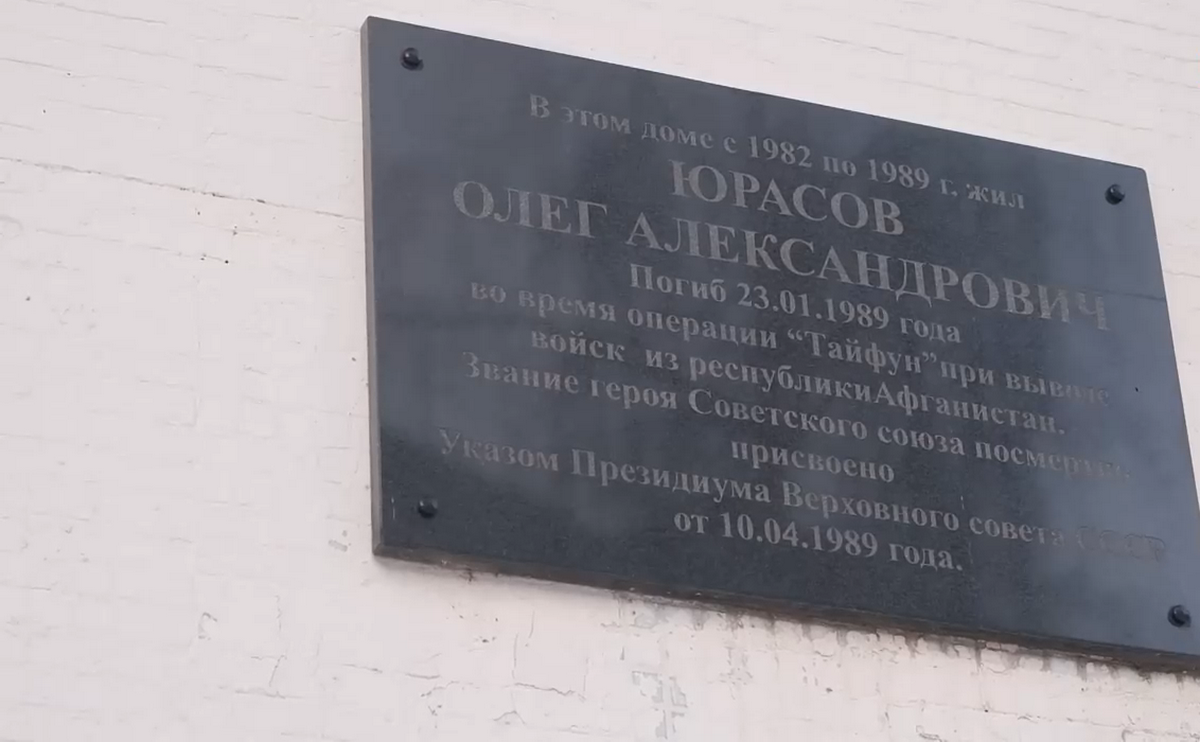 В этом доме с 1982 по 1989 г. жил
ЮРАСОВ
ОЛЕГ АЛЕКСАНДРОВИЧ
Погиб 23.01.1989 года
во время операции “Тайфун”при выводе
войск из республикиАфганистан.
Звание героя Советского союза посмертно
присвоено
Указом Президиума Верховного совета СССР
от 10.04.1989 года.